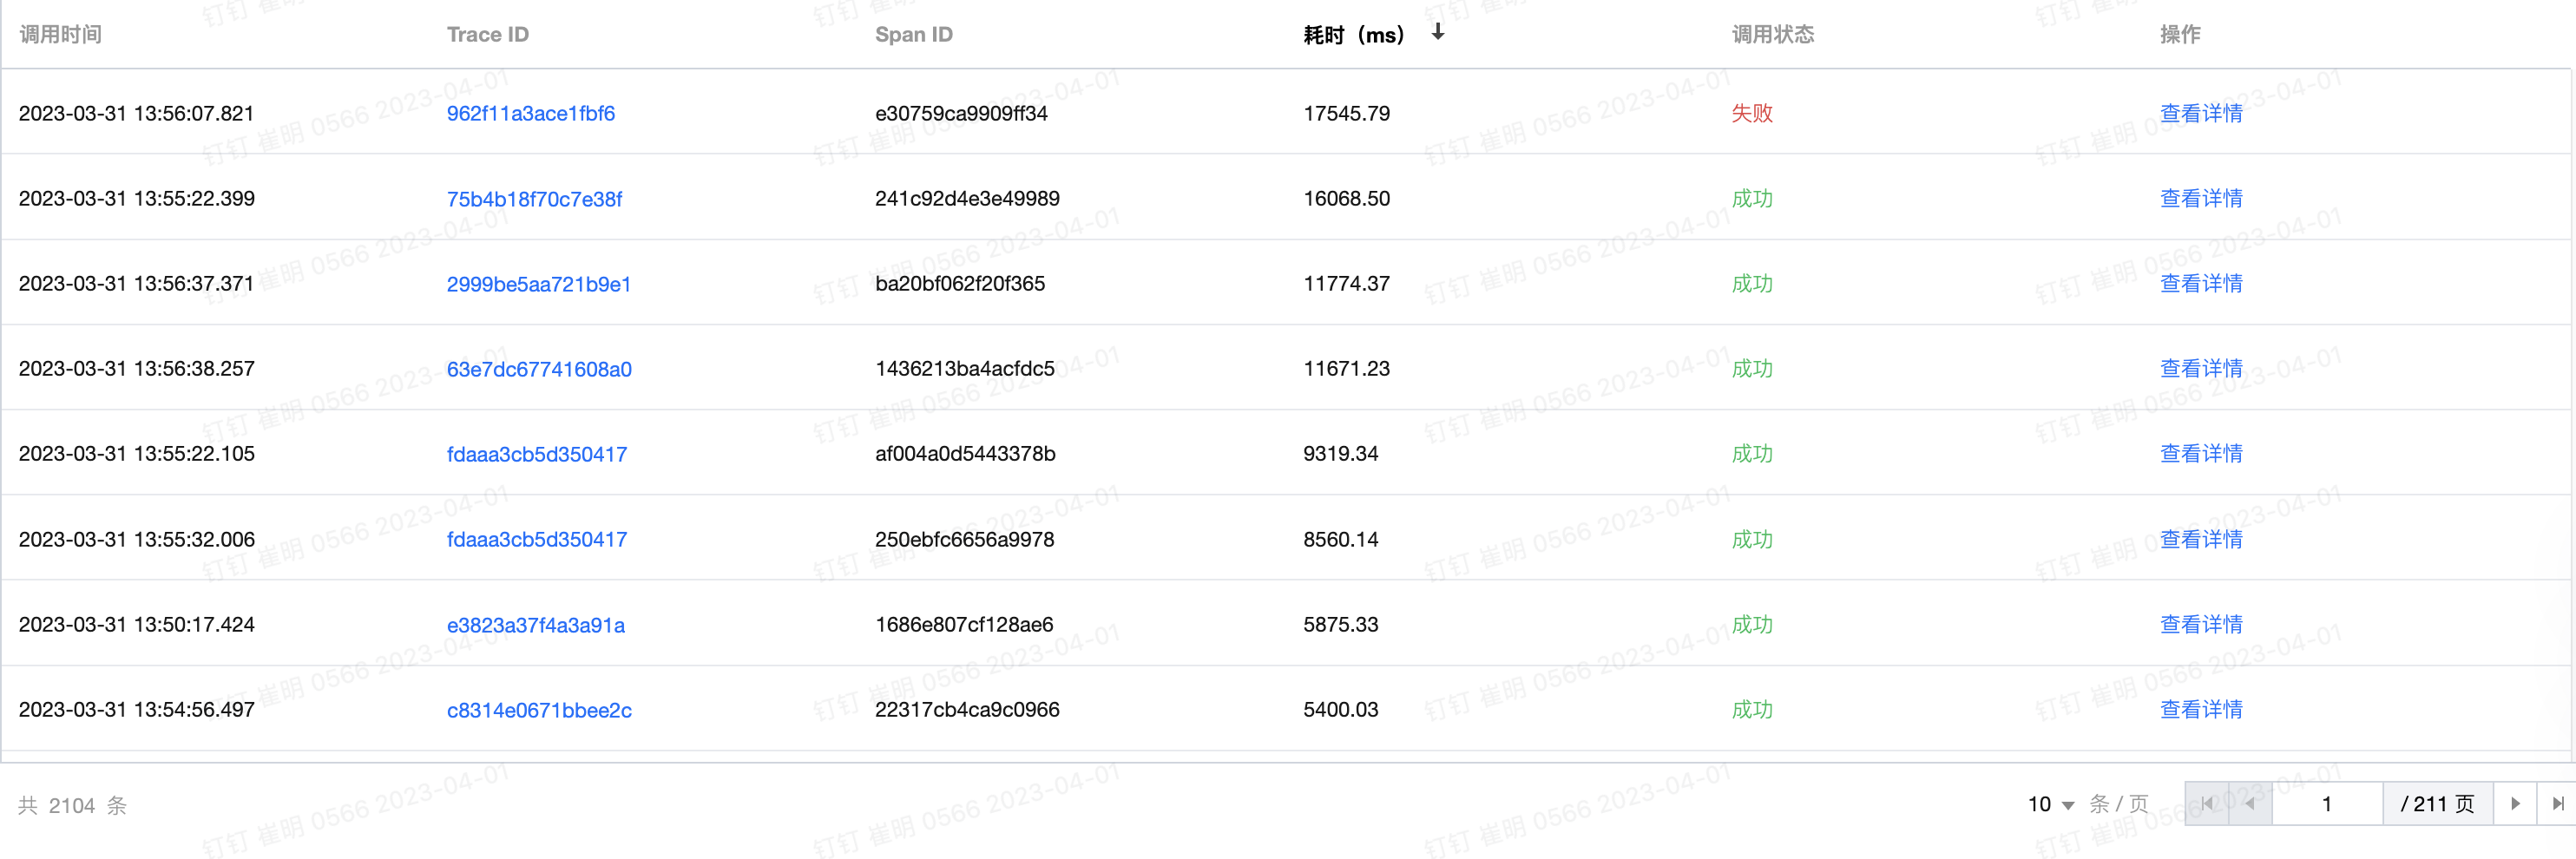 调用时间 Trace ID Span ID 耗时（ms） 调用状态 操作
2023-03-31 13:56:07.821 962f11a3ace1fbf6 e30759ca9909ff34 17545.79 失败 查看详情
2023-03-31 13:55:22.399 75b4b18f70c7e38f 241c92d4e3e49989 16068.50 成功 查看详情
2023-03-31 13:56:37.371 2999be5aa721b9e1 ba20bf062f20f365 11774.37 成功 查看详情
2023-03-31 13:56:38.257 63e7dc67741608a0 1436213ba4acfdc5 11671.23 成功 查看详情
2023-03-31 13:55:22.105 fdaaa3cb5d350417 af004a0d5443378b 9319.34 成功 查看详情
2023-03-31 13:55:32.006 fdaaa3cb5d350417 250ebfc6656a9978 8560.14 成功 查看详情
2023-03-31 13:50:17.424 e3823a37f4a3a91a 1686e807cf128ae6 5875.33 成功 查看详情
2023-03-31 13:54:56.497 c8314e0671bbee2c 22317cb4ca9c0966 5400.03 成功 查看详情
共 2104 条 10 条 / 页 1 / 211 页
钉钉 崔明 0566 2023-04-01